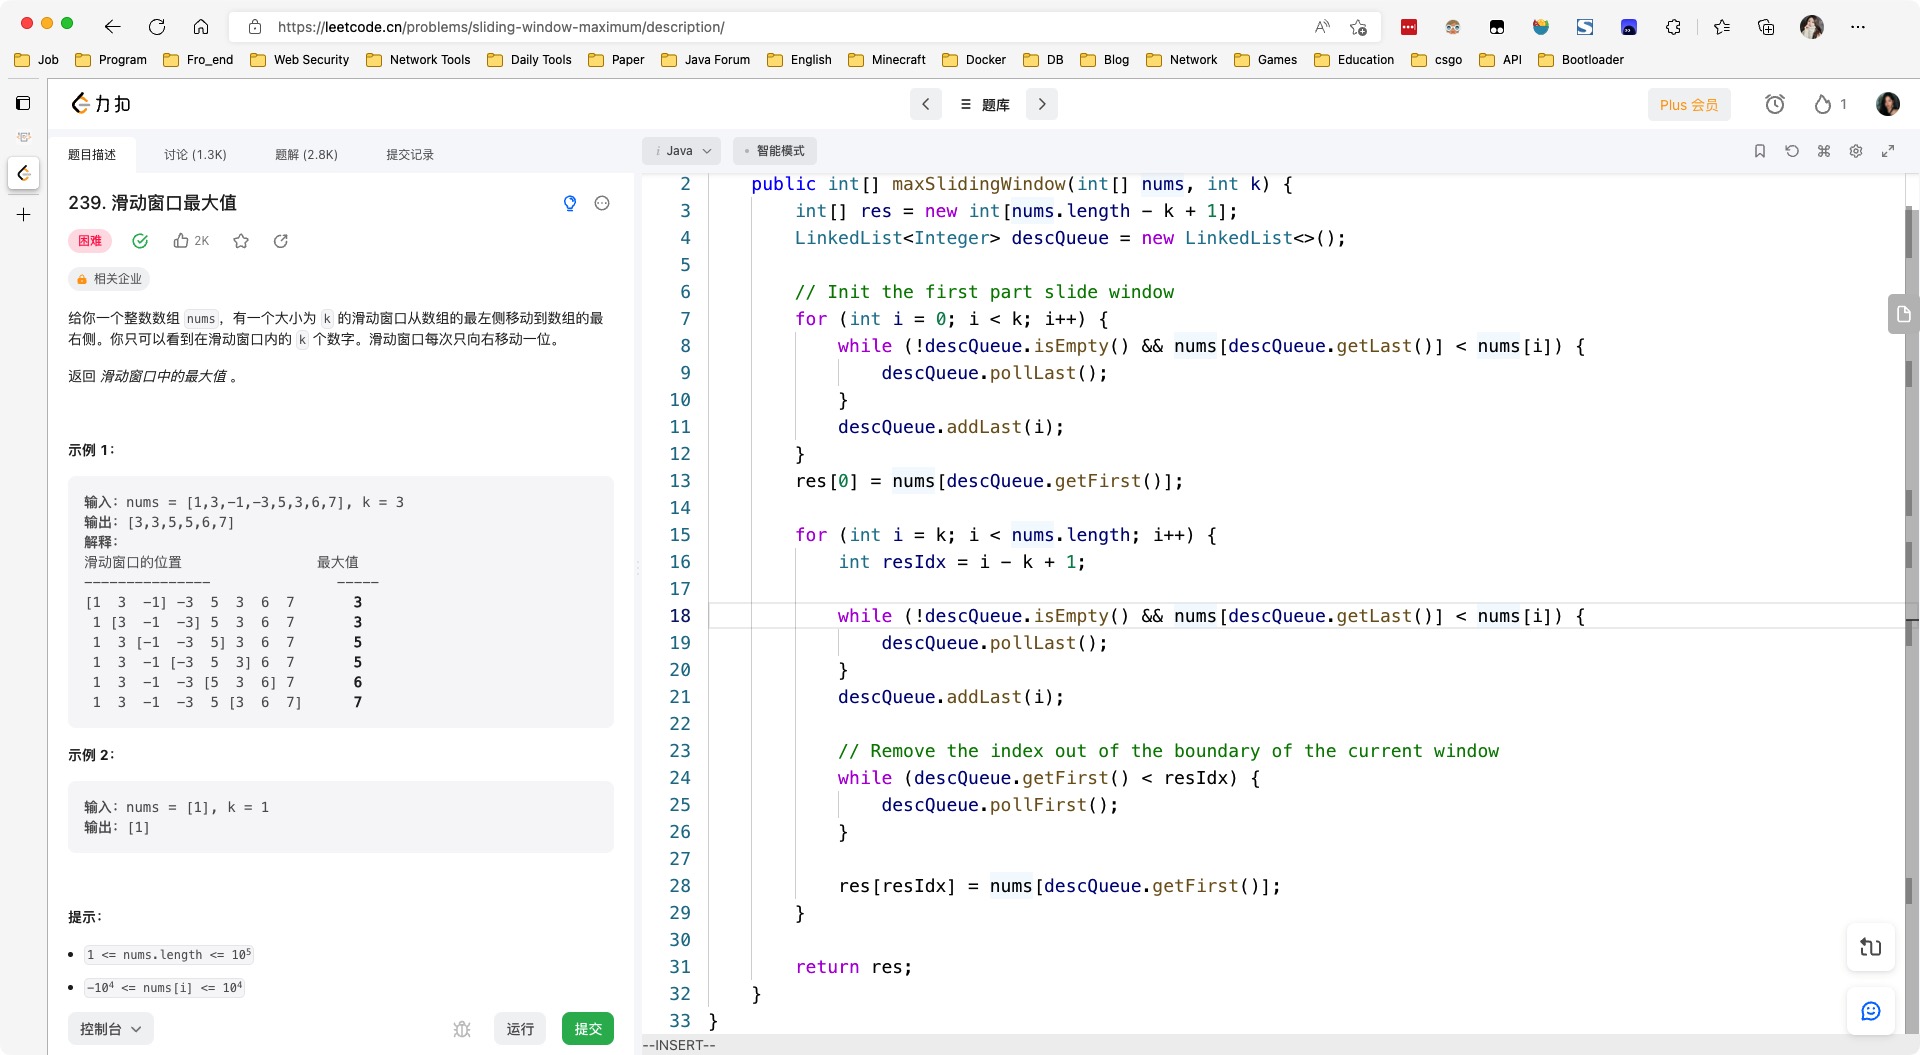 https://leetcode.cn/problems/sliding-window-maximum/description/
Job Program Fro_end Web Security Network Tools Daily Tools Paper Java Forum English Minecraft Docker DB Blog Network Games Education csgo API Bootloader
力扣
题库
Plus 会员
1
题目描述 讨论 (1.3K) 题解 (2.8K) 提交记录
239. 滑动窗口最大值
困难 2K
相关企业
给你一个整数数组 nums，有一个大小为 k 的滑动窗口从数组的最左侧移动到数组的最
右侧。你只可以看到在滑动窗口内的 k 个数字。滑动窗口每次只向右移动一位。
返回 滑动窗口中的最大值 。
示例 1：
输入：nums = [1,3,-1,-3,5,3,6,7], k = 3
输出：[3,3,5,5,6,7]
解释：
滑动窗口的位置 最大值
--------------- -----
[1 3 -1] -3 5 3 6 7 3
1 [3 -1 -3] 5 3 6 7 3
1 3 [-1 -3 5] 3 6 7 5
1 3 -1 [-3 5 3] 6 7 5
1 3 -1 -3 [5 3 6] 7 6
1 3 -1 -3 5 [3 6 7] 7
示例 2：
输入：nums = [1], k = 1
输出：[1]
提示：
1 <= nums.length <= 10⁵
-10⁴ <= nums[i] <= 10⁴
控制台 运行 提交
i Java 智能模式
2 public int[] maxSlidingWindow(int[] nums, int k) {
3 int[] res = new int[nums.length - k + 1];
4 LinkedList<Integer> descQueue = new LinkedList<>();
5
6 // Init the first part slide window
7 for (int i = 0; i < k; i++) {
8 while (!descQueue.isEmpty() && nums[descQueue.getLast()] < nums[i]) {
9 descQueue.pollLast();
10 }
11 descQueue.addLast(i);
12 }
13 res[0] = nums[descQueue.getFirst()];
14
15 for (int i = k; i < nums.length; i++) {
16 int resIdx = i - k + 1;
17
18 while (!descQueue.isEmpty() && nums[descQueue.getLast()] < nums[i]) {
19 descQueue.pollLast();
20 }
21 descQueue.addLast(i);
22
23 // Remove the index out of the boundary of the current window
24 while (descQueue.getFirst() < resIdx) {
25 descQueue.pollFirst();
26 }
27
28 res[resIdx] = nums[descQueue.getFirst()];
29 }
30
31 return res;
32 }
33 }
--INSERT--